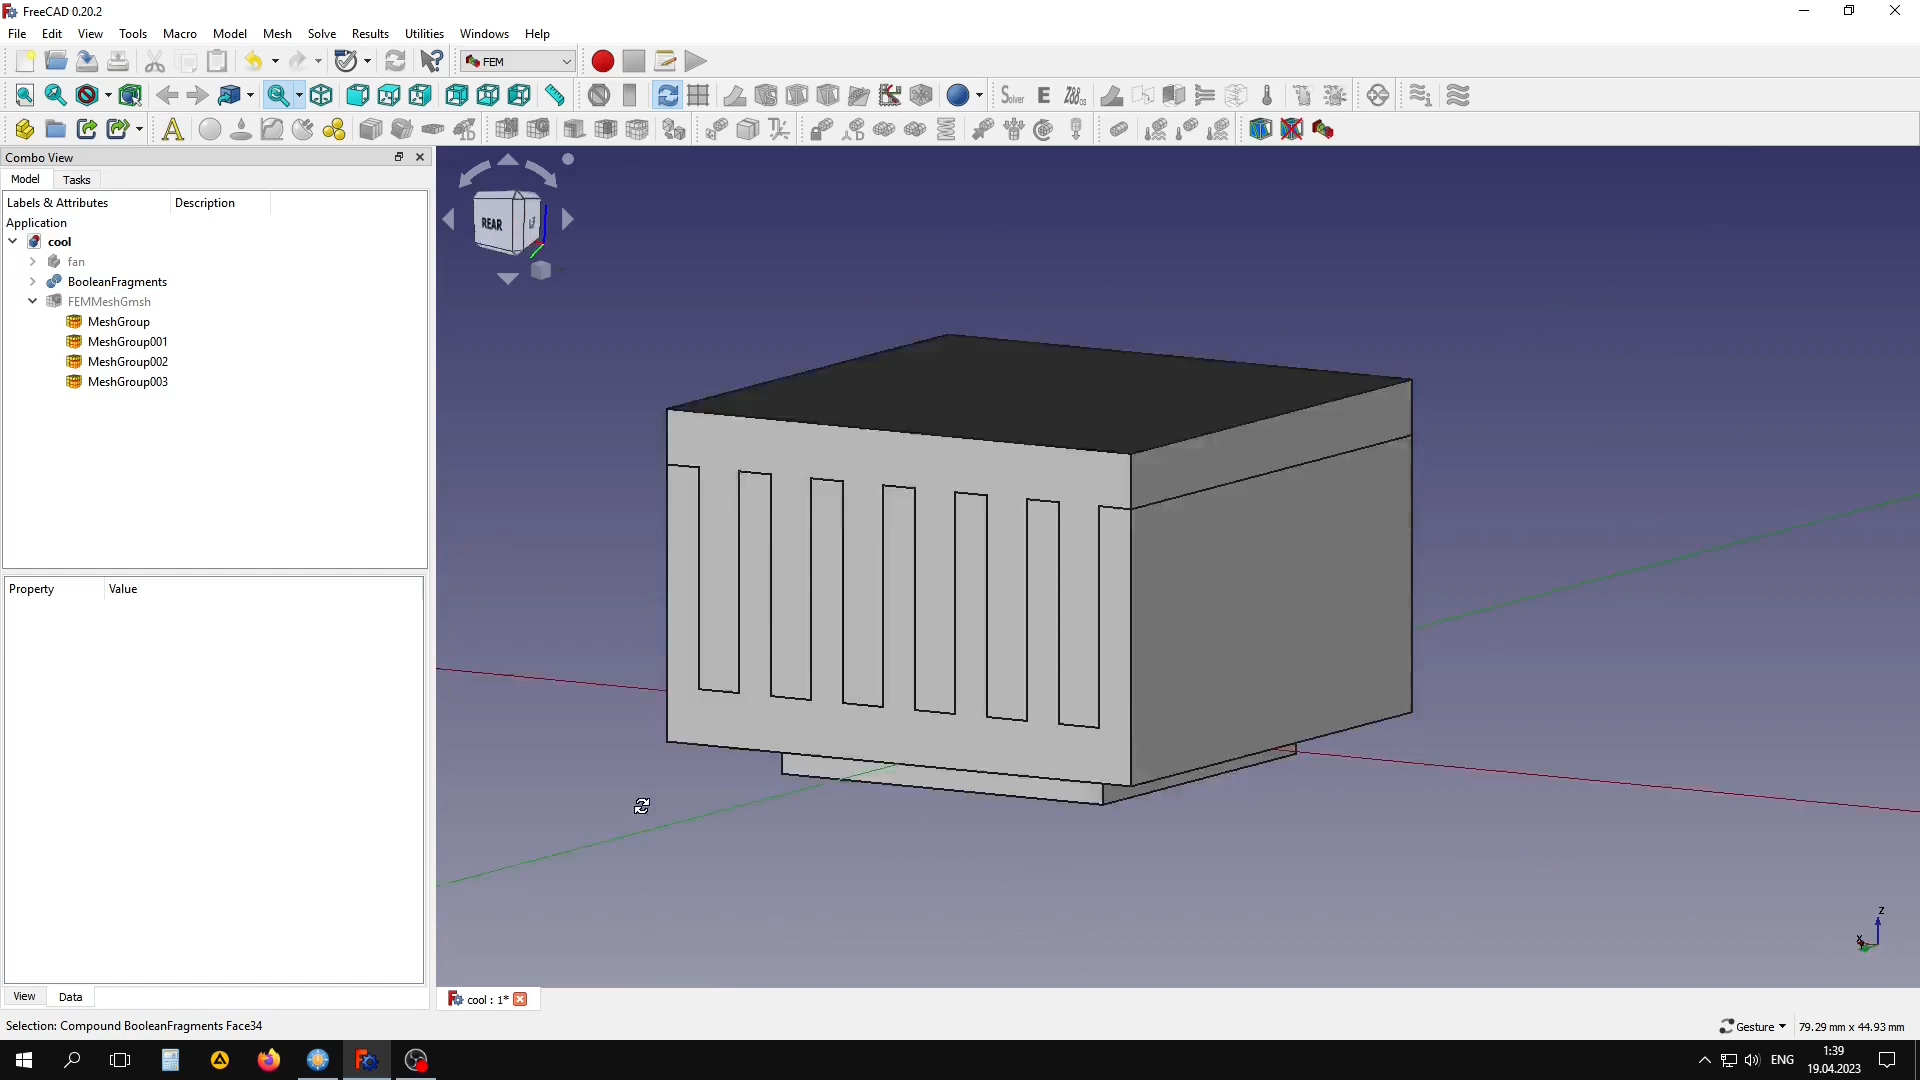 FreeCAD 0.20.2
File Edit View Tools Macro Model Mesh Solve Results Utilities Windows Help
FEM
Solver E Z88os
A
Combo View
Model Tasks
Labels & Attributes Description
Application
cool
fan
BooleanFragments
FEMMeshGmsh
MeshGroup
MeshGroup001
MeshGroup002
MeshGroup003
Property Value
REAR
Z
X
View Data
cool : 1*
Selection: Compound BooleanFragments Face34
Gesture 79.29 mm x 44.93 mm
ENG
1:39
19.04.2023